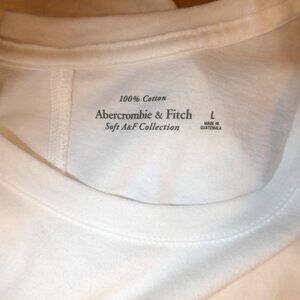 100% Cotton
Abercrombie & Fitch
Soft A&F Collection
L
MADE IN
GUATEMALA